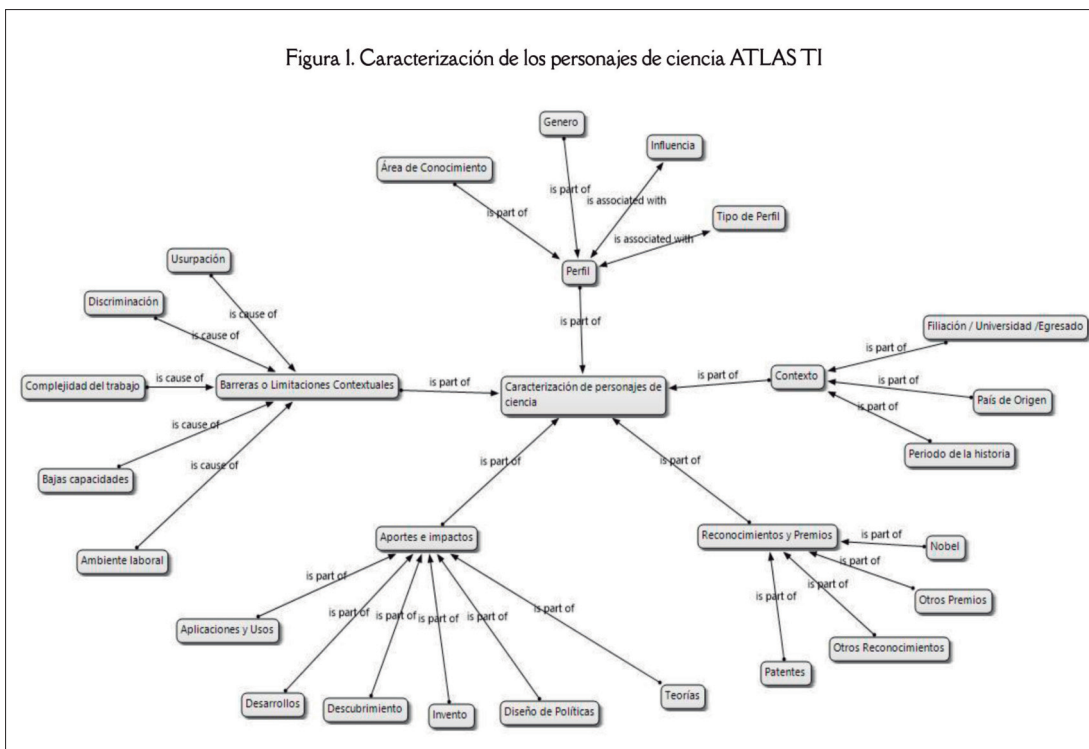 Figura 1. Caracterización de los personajes de ciencia ATLAS TI
Genero
Influencia
Área de Conocimiento
is part of
is part of
is associated with
Tipo de Perfil
is associated with
Perfil
is part of
Usurpación
is cause of
Discriminación
is cause of
Complejidad del trabajo
is cause of
Barreras o Limitaciones Contextuales
is part of
Caracterización de personajes de
ciencia
is part of
Contexto
Filiación / Universidad /Egresado
is part of
is part of
País de Origen
is part of
Periodo de la historia
is cause of
Bajas capacidades
is cause of
Ambiente laboral
is part of
is part of
Aportes e impactos
is part of
Aplicaciones y Usos
is part of
Desarrollos
is part of
Descubrimiento
is part of
Invento
is part of
Diseño de Políticas
is part of
Teorías
Reconocimientos y Premios
is part of
Nobel
is part of
Otros Premios
is part of
Otros Reconocimientos
is part of
Patentes